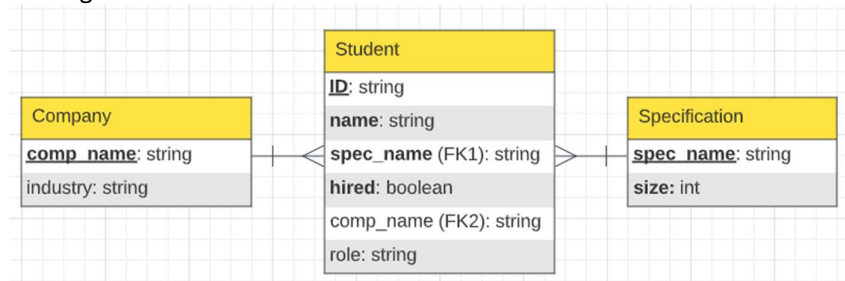 Company
comp_name: string
industry: string
Student
ID: string
name: string
spec_name (FK1): string
hired: boolean
comp_name (FK2): string
role: string
Specification
spec_name: string
size: int